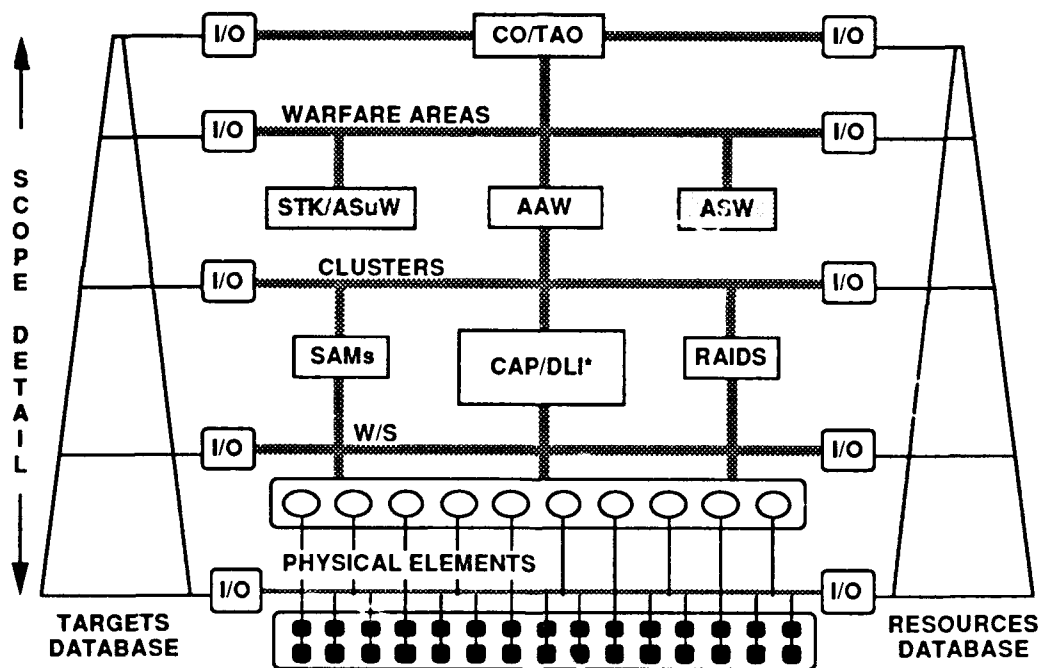 I/O CO/TAO I/O
I/O WARFARE AREAS I/O
STK/ASuW AAW ASW
SCOPE DETAIL
I/O CLUSTERS I/O
SAMs CAP/DLI* RAIDS
I/O W/S I/O
PHYSICAL ELEMENTS
I/O I/O
TARGETS
DATABASE
RESOURCES
DATABASE